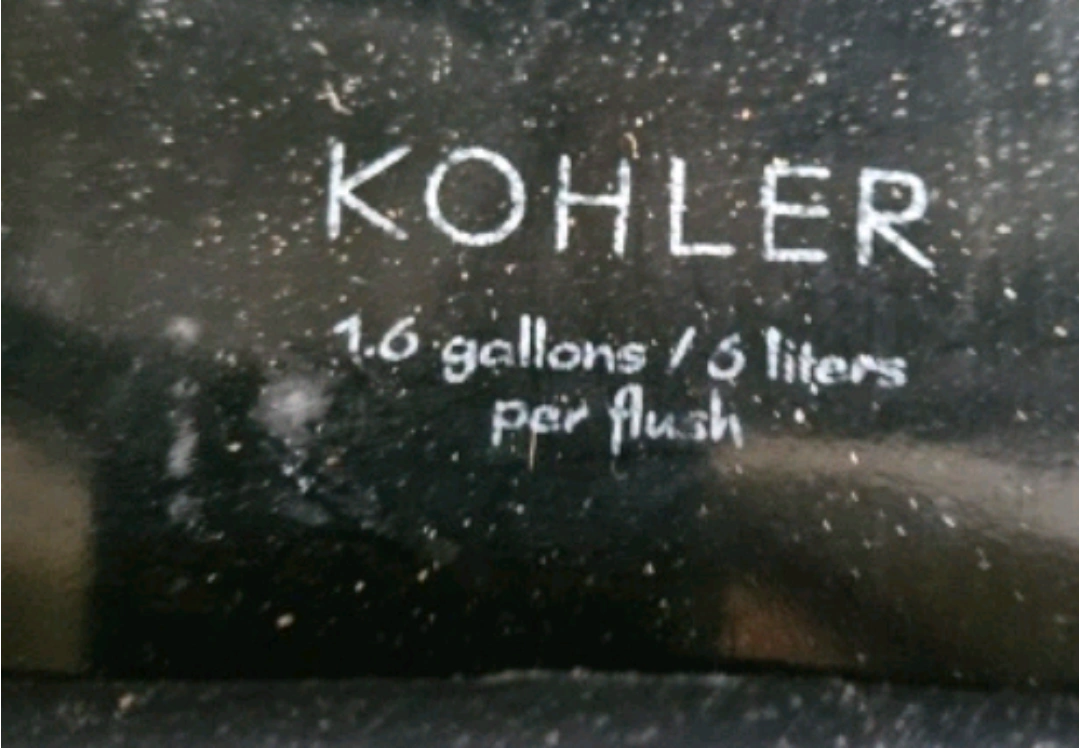 KOHLER
1.6 gallons / 6 liters
per flush